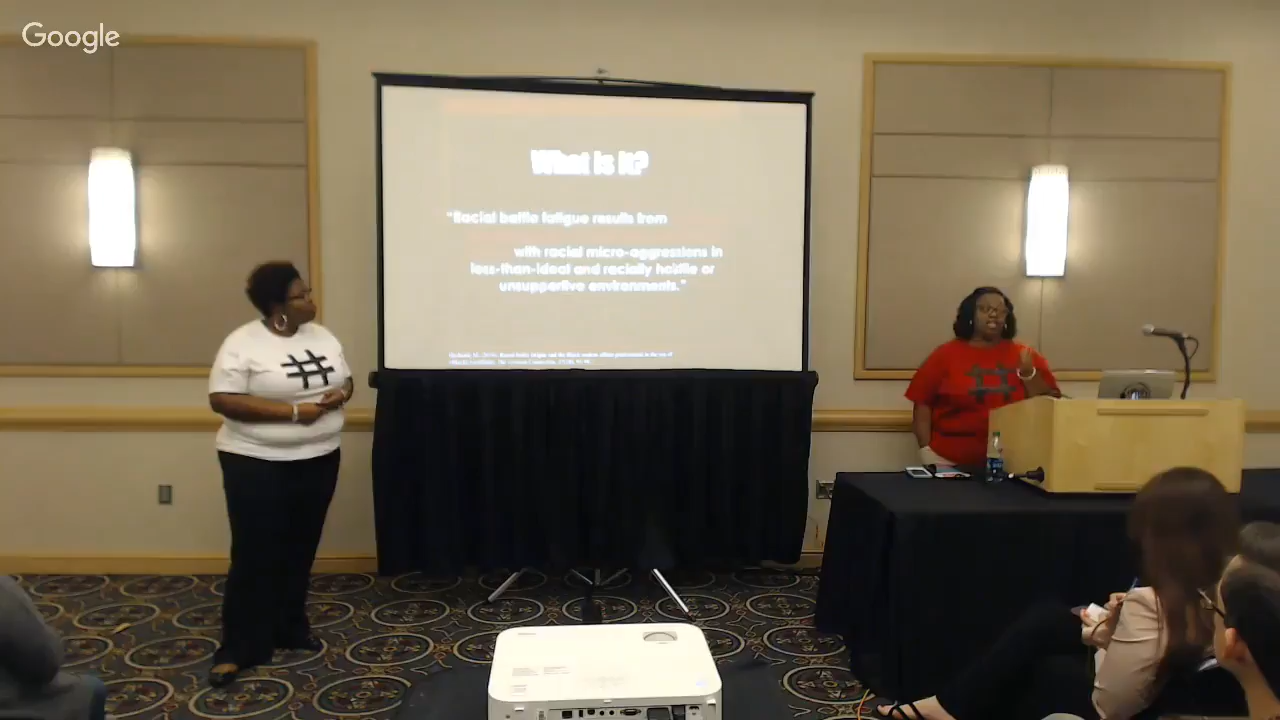 Google
What is it?
"Racial battle fatigue results from
with racial micro-aggressions in
less-than-ideal and racially hostile or
unsupportive environments."
#
#